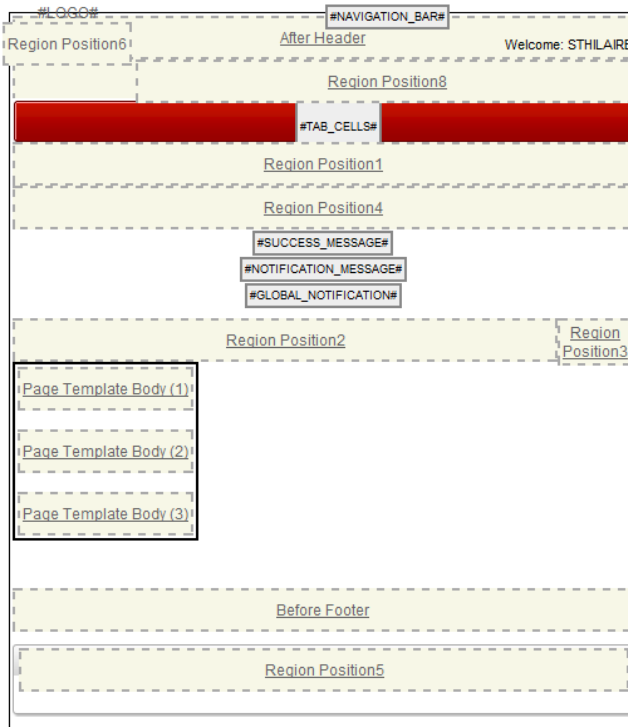 #LOGO#
#NAVIGATION_BAR#
Region Position6
After Header
Welcome: STHILAIRE
Region Position8
#TAB_CELLS#
Region Position1
Region Position4
#SUCCESS_MESSAGE#
#NOTIFICATION_MESSAGE#
#GLOBAL_NOTIFICATION#
Region Position2
Region
Position3
Page Template Body (1)
Page Template Body (2)
Page Template Body (3)
Before Footer
Region Position5